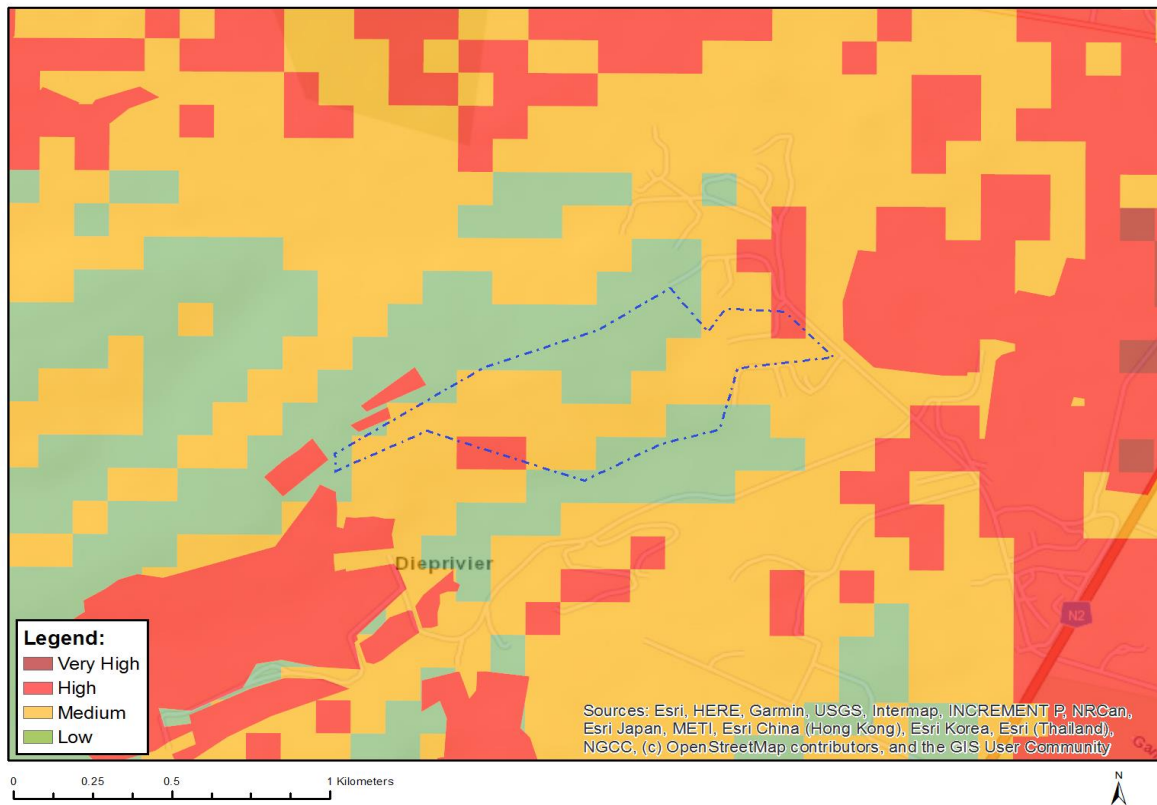 Dieprivier
N2
Legend:
Very High
High
Medium
Low
Sources: Esri, HERE, Garmin, USGS, Intermap, INCREMENT P, NRCan,
Esri Japan, METI, Esri China (Hong Kong), Esri Korea, Esri (Thailand),
NGCC, (c) OpenStreetMap contributors, and the GIS User Community
0 0.25 0.5 1 Kilometers
N